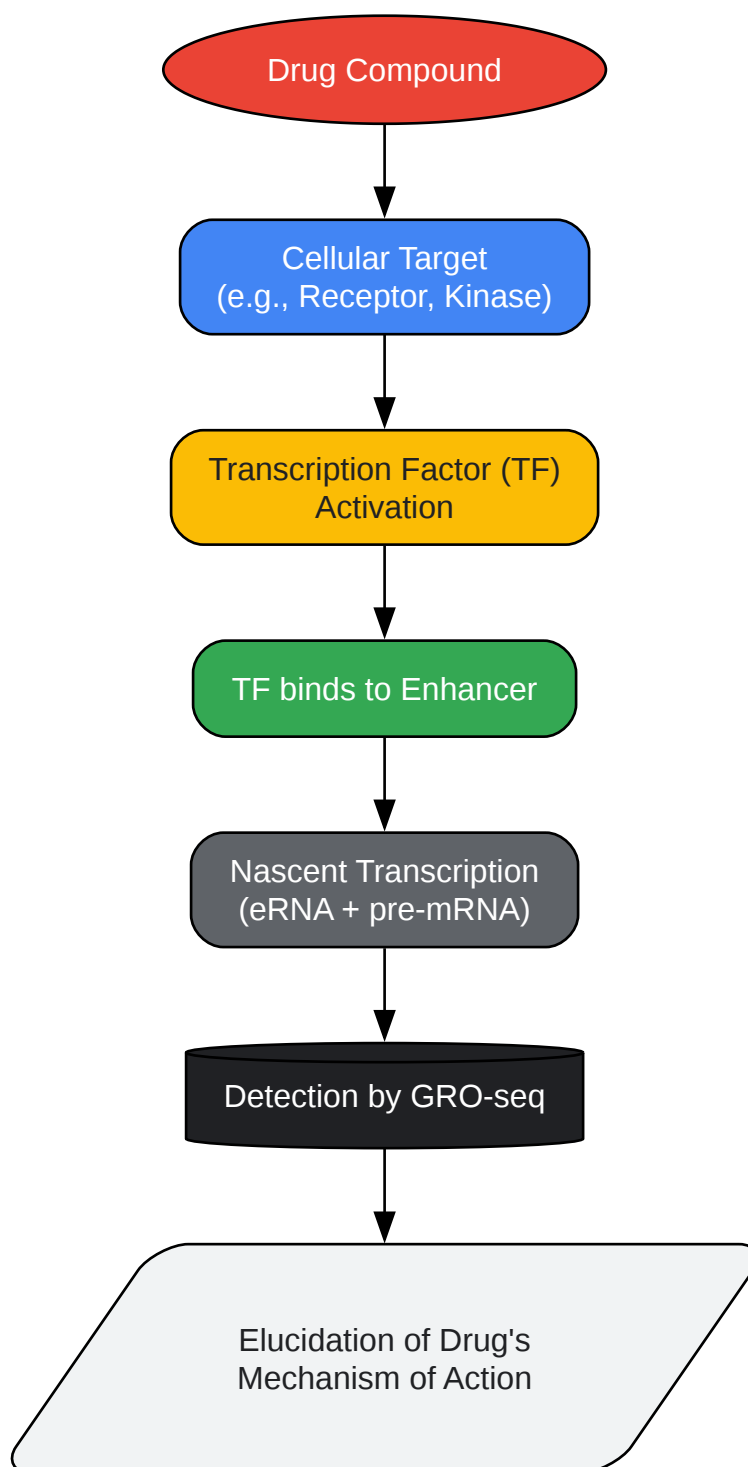 Drug Compound
Cellular Target
(e.g., Receptor, Kinase)
Transcription Factor (TF)
Activation
TF binds to Enhancer
Nascent Transcription
(eRNA + pre-mRNA)
Detection by GRO-seq
Elucidation of Drug's
Mechanism of Action